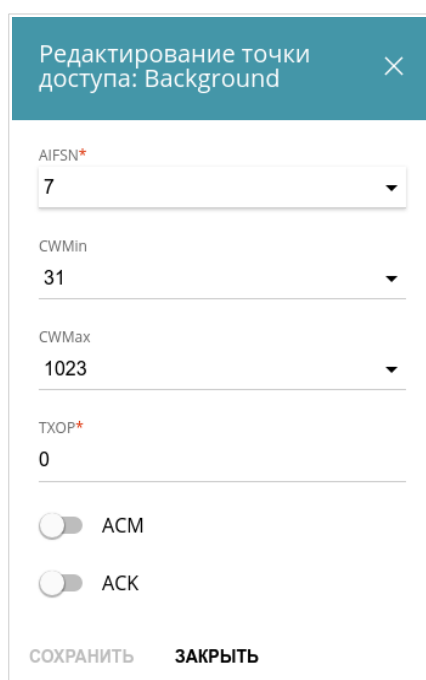 Редактирование точки
доступа: Background
AIFSN*
7
CWMin
31
CWMax
1023
TXOP*
0
ACM
ACK
СОХРАНИТЬ ЗАКРЫТЬ